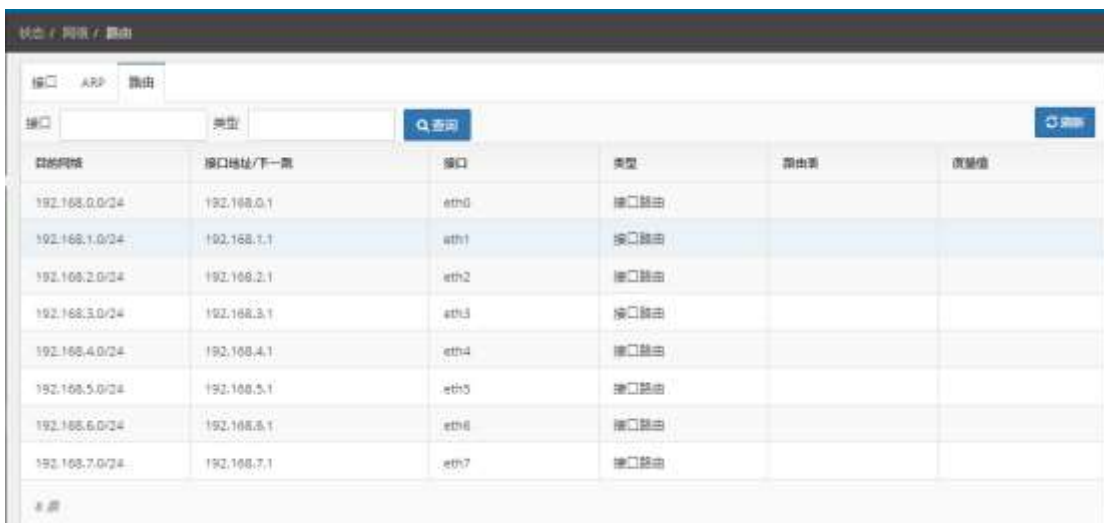 状态 / 网络 / 路由
接口 ARP 路由
接口 类型 查询 刷新
目的网络 接口地址/下一跳 接口 类型 路由表 度量值
192.168.0.0/24 192.168.0.1 eth0 接口路由
192.168.1.0/24 192.168.1.1 eth1 接口路由
192.168.2.0/24 192.168.2.1 eth2 接口路由
192.168.3.0/24 192.168.3.1 eth3 接口路由
192.168.4.0/24 192.168.4.1 eth4 接口路由
192.168.5.0/24 192.168.5.1 eth5 接口路由
192.168.6.0/24 192.168.6.1 eth6 接口路由
192.168.7.0/24 192.168.7.1 eth7 接口路由